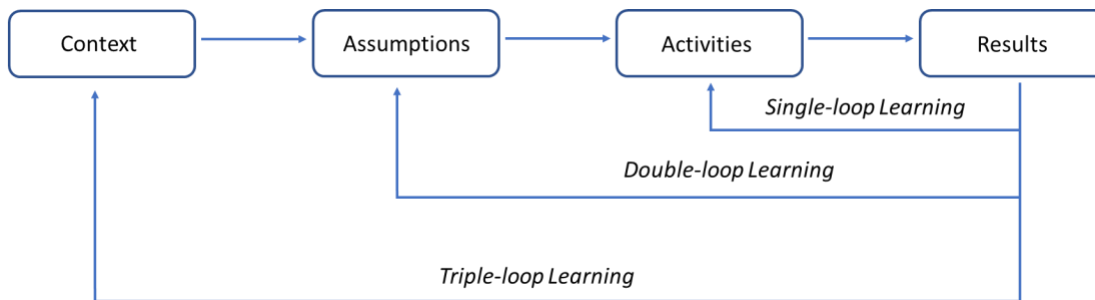 Context
Assumptions
Activities
Results
Single-loop Learning
Double-loop Learning
Triple-loop Learning